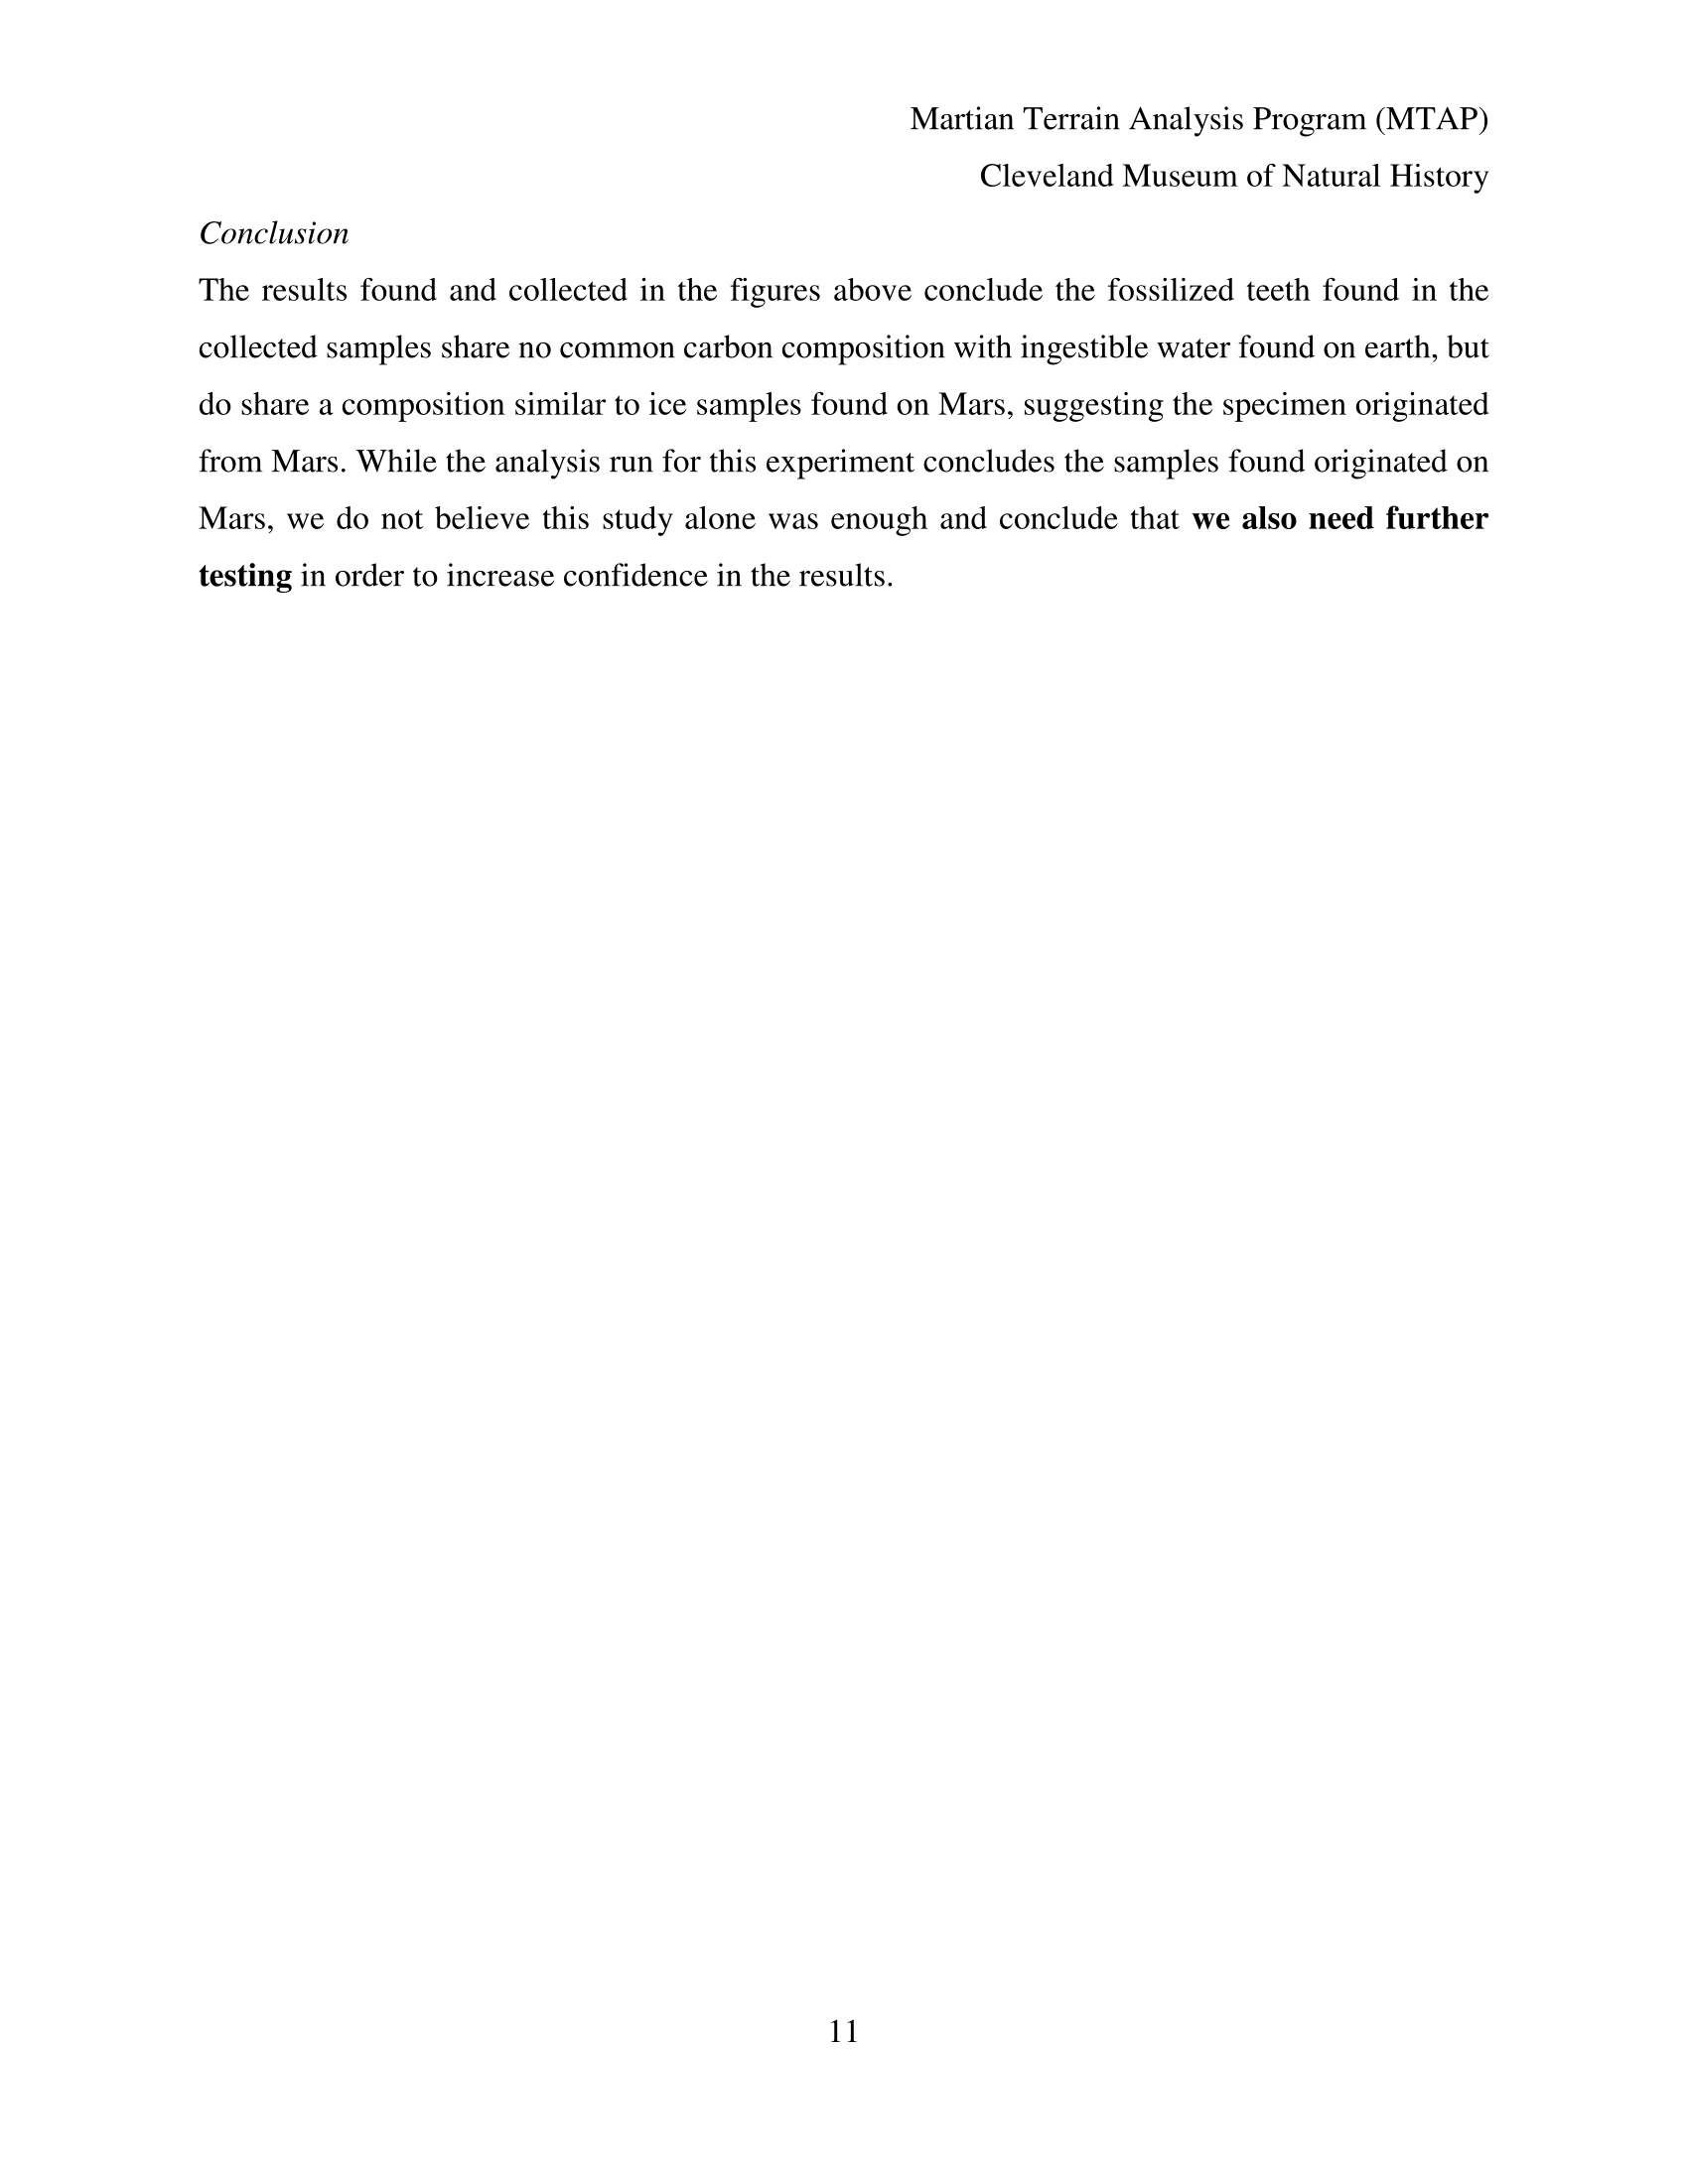 Martian Terrain Analysis Program (MTAP)
Cleveland Museum of Natural History
Conclusion
The results found and collected in the figures above conclude the fossilized teeth found in the
collected samples share no common carbon composition with ingestible water found on earth, but
do share a composition similar to ice samples found on Mars, suggesting the specimen originated
from Mars. While the analysis run for this experiment concludes the samples found originated on
Mars, we do not believe this study alone was enough and conclude that we also need further
testing in order to increase confidence in the results.
11